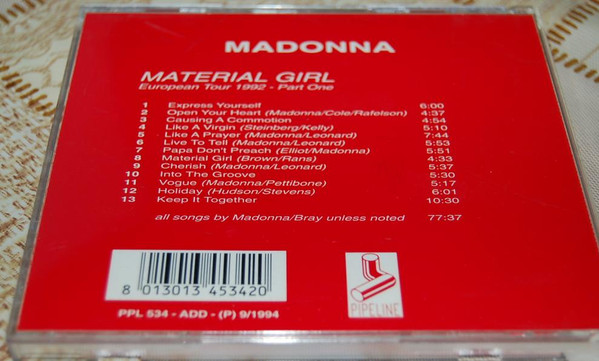 MADONNA
MATERIAL GIRL
European Tour 1992 - Part One
1 Express Yourself 6:00
2 Open Your Heart (Madonna/Cole/Rafelson) 4:37
3 Causing A Commotion 4:54
4 Like A Virgin (Steinberg/Kelly) 5:10
5 Like A Prayer (Madonna/Leonard) 7:44
6 Live To Tell (Madonna/Leonard) 5:53
7 Papa Don't Preach (Elliot/Madonna) 5:51
8 Material Girl (Brown/Rans) 4:33
9 Cherish (Madonna/Leonard) 5:37
10 Into The Groove 5:30
11 Vogue (Madonna/Pettibone) 5:17
12 Holiday (Hudson/Stevens) 6:01
13 Keep It Together 10:30
all songs by Madonna/Bray unless noted 77:37
8 013013 453420
PIPELINE
PPL 534 - ADD - (P) 9/1994